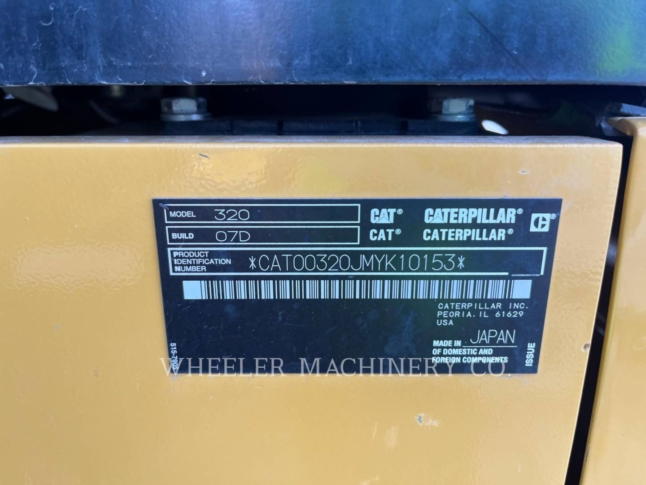 MODEL 320 CAT® CATERPILLAR®
BUILD 07D CAT® CATERPILLAR®
PRODUCT
IDENTIFICATION
NUMBER *CAT00320JMYK10153*
CATERPILLAR INC.
PEORIA. IL 61629
USA
MADE IN JAPAN
OF DOMESTIC AND
FOREIGN COMPONENTS
ISSUE
WHEELER MACHINERY CO.